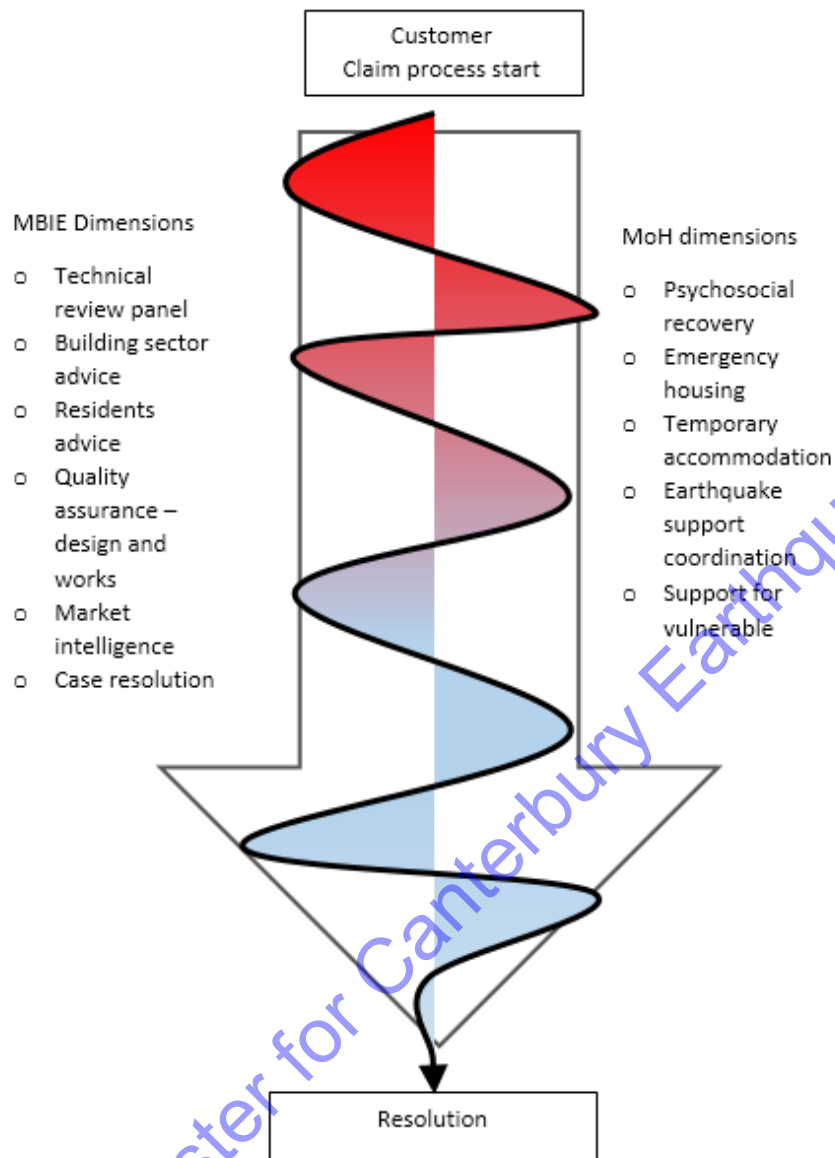 Customer
Claim process start
MBIE Dimensions
o Technical
review panel
o Building sector
advice
o Residents
advice
o Quality
assurance –
design and
works
o Market
intelligence
o Case resolution
MoH dimensions
o Psychosocial
recovery
o Emergency
housing
o Temporary
accommodation
o Earthquake
support
coordination
o Support for
vulnerable
Resolution
for Canterbury